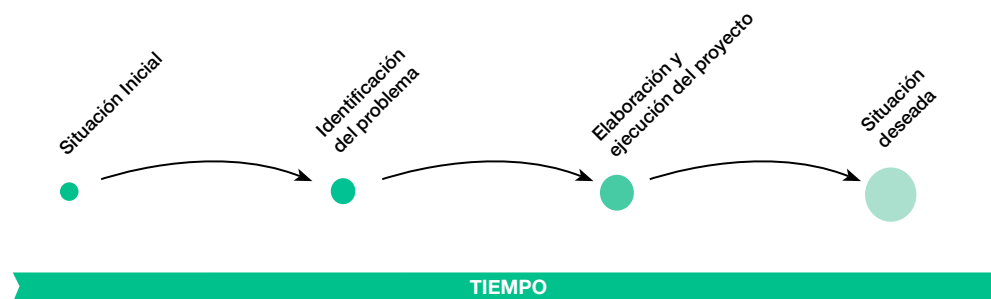 Situación Inicial
Identificación
del problema
Elaboración y
ejecución del proyecto
Situación
deseada
TIEMPO